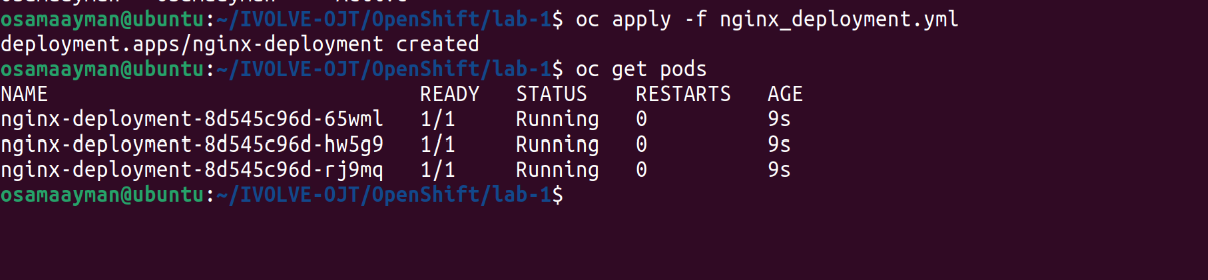 osamaayman@ubuntu:~/IVOLVE-OJT/OpenShift/lab-1$ oc apply -f nginx_deployment.yml
deployment.apps/nginx-deployment created
osamaayman@ubuntu:~/IVOLVE-OJT/OpenShift/lab-1$ oc get pods
NAME READY STATUS RESTARTS AGE
nginx-deployment-8d545c96d-65wml 1/1 Running 0 9s
nginx-deployment-8d545c96d-hw5g9 1/1 Running 0 9s
nginx-deployment-8d545c96d-rj9mq 1/1 Running 0 9s
osamaayman@ubuntu:~/IVOLVE-OJT/OpenShift/lab-1$